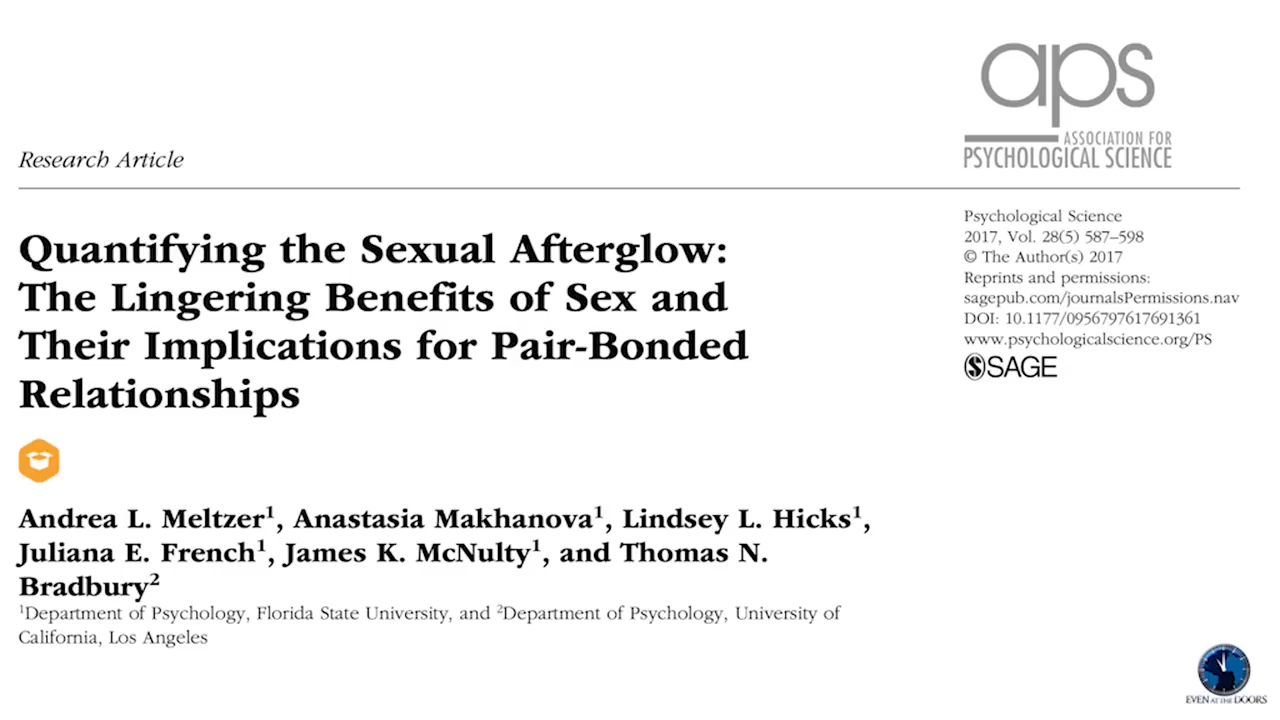 aps
ASSOCIATION FOR
PSYCHOLOGICAL SCIENCE
Research Article
Quantifying the Sexual Afterglow:
The Lingering Benefits of Sex and
Their Implications for Pair-Bonded
Relationships
Psychological Science
2017, Vol. 28(5) 587–598
© The Author(s) 2017
Reprints and permissions:
sagepub.com/journalsPermissions.nav
DOI: 10.1177/0956797617691361
www.psychologicalscience.org/PS
SAGE
Andrea L. Meltzer¹, Anastasia Makhanova¹, Lindsey L. Hicks¹,
Juliana E. French¹, James K. McNulty¹, and Thomas N.
Bradbury²
¹Department of Psychology, Florida State University, and ²Department of Psychology, University of
California, Los Angeles
EVEN AT THE DOORS